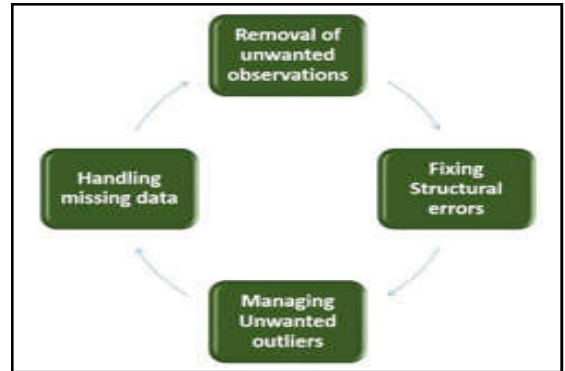 Removal of
unwanted
observations
Fixing
Structural
errors
Managing
Unwanted
outliers
Handling
missing data